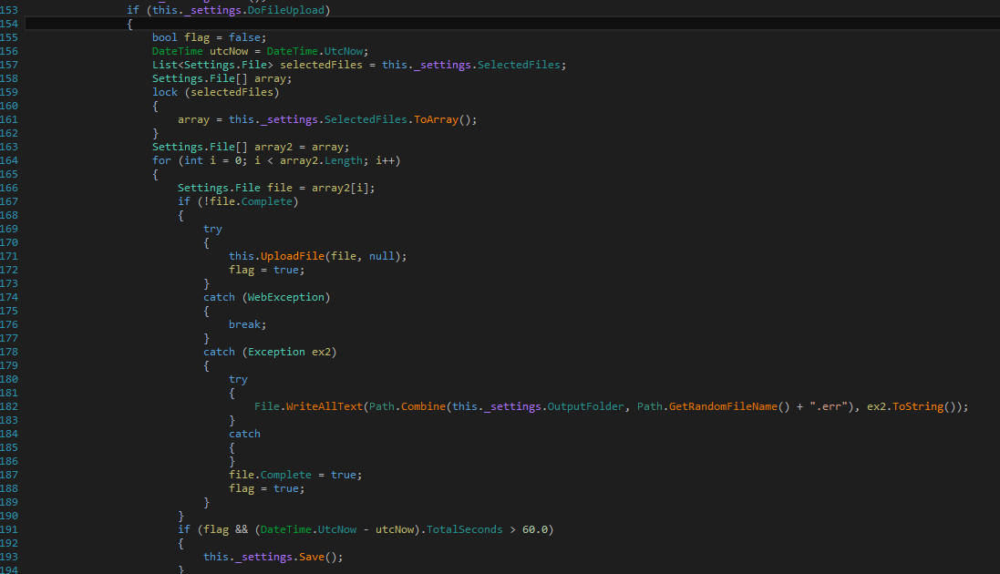 153 if (this._settings.DoFileUpload)
154 {
155 bool flag = false;
156 DateTime utcNow = DateTime.UtcNow;
157 List<Settings.File> selectedFiles = this._settings.SelectedFiles;
158 Settings.File[] array;
159 lock (selectedFiles)
160 {
161 array = this._settings.SelectedFiles.ToArray();
162 }
163 Settings.File[] array2 = array;
164 for (int i = 0; i < array2.Length; i++)
165 {
166 Settings.File file = array2[i];
167 if (!file.Complete)
168 {
169 try
170 {
171 this.UploadFile(file, null);
172 flag = true;
173 }
174 catch (WebException)
175 {
176 break;
177 }
178 catch (Exception ex2)
179 {
180 try
181 {
182 File.WriteAllText(Path.Combine(this._settings.OutputFolder, Path.GetRandomFileName() + ".err"), ex2.ToString());
183 }
184 catch
185 {
186 }
187 file.Complete = true;
188 flag = true;
189 }
190 }
191 if (flag && (DateTime.UtcNow - utcNow).TotalSeconds > 60.0)
192 {
193 this._settings.Save();
194 }